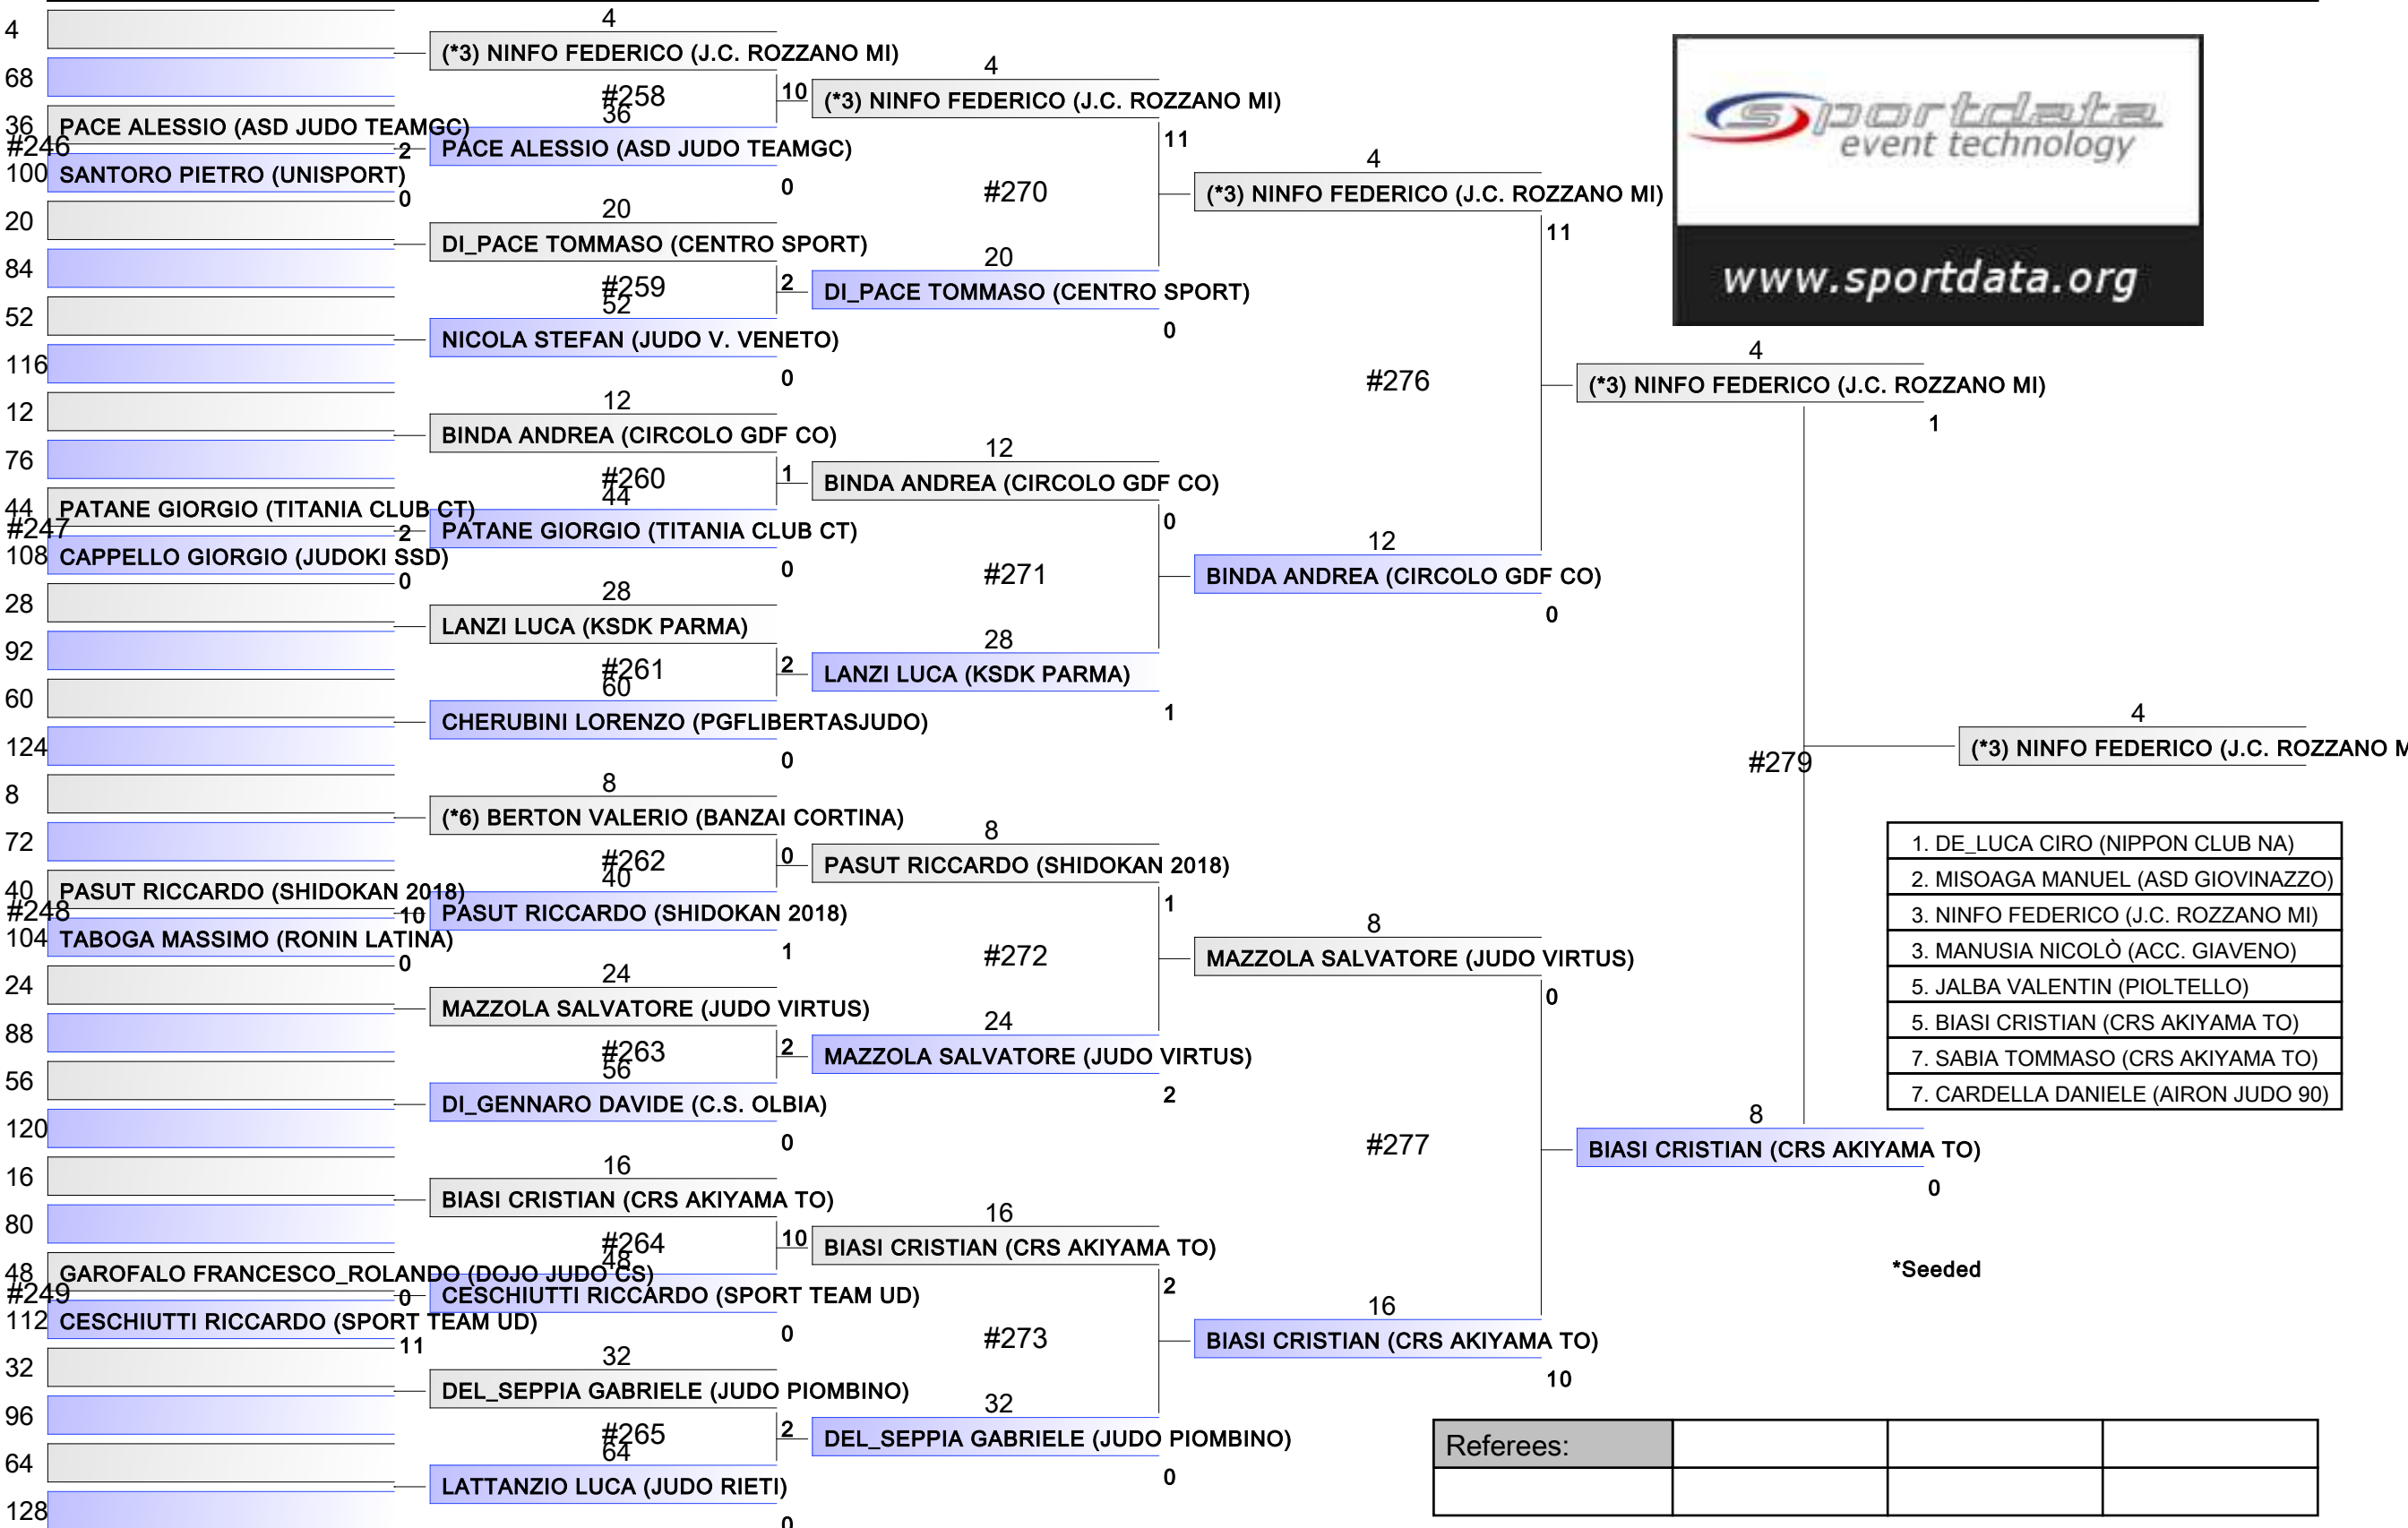 4
68
36 PACE ALESSIO (ASD JUDO TEAMGC)
#246
2
100 SANTORO PIETRO (UNISPORT)
0
20
84
52
116
12
76
44 PATANE GIORGIO (TITANIA CLUB CT)
#247
2
108 CAPPELLO GIORGIO (JUDOKI SSD)
0
28
92
60
124
8
72
40 PASUT RICCARDO (SHIDOKAN 2018)
#248
10
104 TABOGA MASSIMO (RONIN LATINA)
0
24
88
56
120
16
80
48 GAROFALO FRANCESCO_ROLANDO (DOJO JUDO CS)
#249
0
112 CESCHIUTTI RICCARDO (SPORT TEAM UD)
11
32
96
64
128
4
(*3) NINFO FEDERICO (J.C. ROZZANO MI)
#258
10
36
PACE ALESSIO (ASD JUDO TEAMGC)
0
20
DI_PACE TOMMASO (CENTRO SPORT)
#259
2
52
NICOLA STEFAN (JUDO V. VENETO)
0
12
BINDA ANDREA (CIRCOLO GDF CO)
#260
1
44
PATANE GIORGIO (TITANIA CLUB CT)
0
28
LANZI LUCA (KSDK PARMA)
#261
2
60
CHERUBINI LORENZO (PGFLIBERTASJUDO)
0
8
(*6) BERTON VALERIO (BANZAI CORTINA)
#262
0
40
PASUT RICCARDO (SHIDOKAN 2018)
1
24
MAZZOLA SALVATORE (JUDO VIRTUS)
#263
2
56
DI_GENNARO DAVIDE (C.S. OLBIA)
0
16
BIASI CRISTIAN (CRS AKIYAMA TO)
#264
10
48
CESCHIUTTI RICCARDO (SPORT TEAM UD)
0
32
DEL_SEPPIA GABRIELE (JUDO PIOMBINO)
#265
2
64
LATTANZIO LUCA (JUDO RIETI)
0
4
(*3) NINFO FEDERICO (J.C. ROZZANO MI)
11
#270
20
DI_PACE TOMMASO (CENTRO SPORT)
0
12
BINDA ANDREA (CIRCOLO GDF CO)
0
#271
28
LANZI LUCA (KSDK PARMA)
1
8
PASUT RICCARDO (SHIDOKAN 2018)
1
#272
24
MAZZOLA SALVATORE (JUDO VIRTUS)
2
16
BIASI CRISTIAN (CRS AKIYAMA TO)
2
#273
32
DEL_SEPPIA GABRIELE (JUDO PIOMBINO)
0
4
(*3) NINFO FEDERICO (J.C. ROZZANO MI)
11
#276
12
BINDA ANDREA (CIRCOLO GDF CO)
0
8
MAZZOLA SALVATORE (JUDO VIRTUS)
0
#277
16
BIASI CRISTIAN (CRS AKIYAMA TO)
10
sportdata
event technology
www.sportdata.org
4
(*3) NINFO FEDERICO (J.C. ROZZANO MI)
1
#279
8
BIASI CRISTIAN (CRS AKIYAMA TO)
0
4
(*3) NINFO FEDERICO (J.C. ROZZANO M
1. DE_LUCA CIRO (NIPPON CLUB NA)
2. MISOAGA MANUEL (ASD GIOVINAZZO)
3. NINFO FEDERICO (J.C. ROZZANO MI)
3. MANUSIA NICOLÒ (ACC. GIAVENO)
5. JALBA VALENTIN (PIOLTELLO)
5. BIASI CRISTIAN (CRS AKIYAMA TO)
7. SABIA TOMMASO (CRS AKIYAMA TO)
7. CARDELLA DANIELE (AIRON JUDO 90)
*Seeded
Referees: